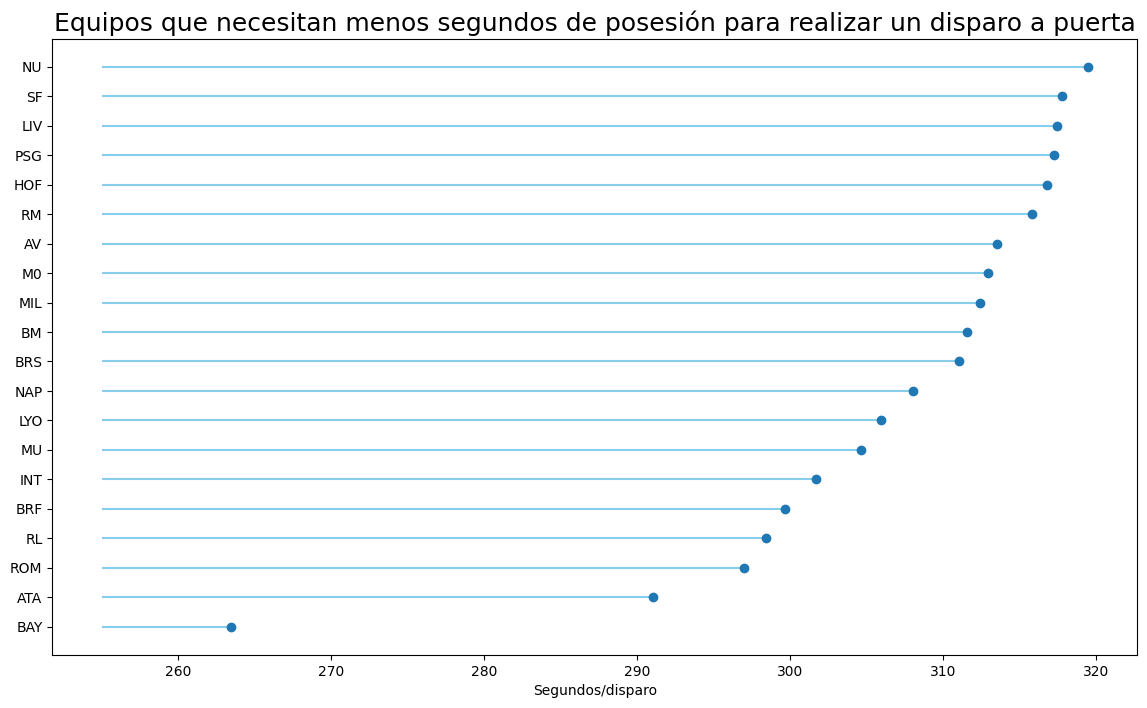 Equipos que necesitan menos segundos de posesión para realizar un disparo a puerta
NU
SF
LIV
PSG
HOF
RM
AV
M0
MIL
BM
BRS
NAP
LYO
MU
INT
BRF
RL
ROM
ATA
BAY
260 270 280 290 300 310 320
Segundos/disparo